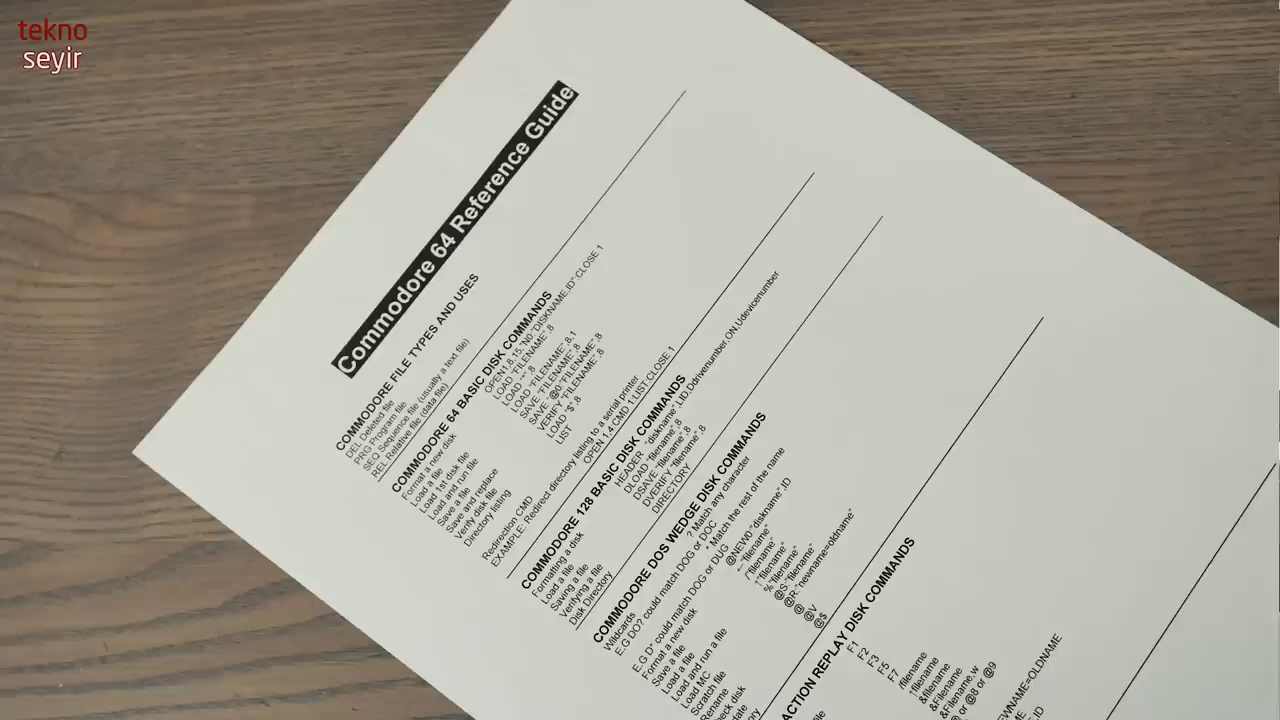 tekno
seyir
Commodore 64 Reference Guide
COMMODORE FILE TYPES AND USES
DEL Deleted file
PRG Program file
SEQ Sequence file (usually a text file)
REL Relative file (data file)
COMMODORE 64 BASIC DISK COMMANDS
Format a new disk OPEN1,8,15,"N0:"DISKNAME,ID":CLOSE 1
Load a file LOAD "FILENAME",8
Load 1st disk file LOAD "*",8
Load and run file LOAD "FILENAME",8,1
Save a file SAVE "FILENAME",8
Save and replace SAVE "@0:"FILENAME",8
Verify disk file VERIFY "FILENAME",8
Directory listing LOAD "$",8
LIST
Redirection CMD
EXAMPLE: Redirect directory listing to a serial printer
OPEN 1,4:CMD 1:LIST:CLOSE 1
COMMODORE 128 BASIC DISK COMMANDS
Formatting a disk HEADER "diskname",I,ID,Ddrivenumber,ON,Udevicenumber
Load a file DLOAD "filename",8
Saving a file DSAVE "filename",8
Verifying a file DVERIFY "filename",8
Disk Directory DIRECTORY
COMMODORE DOS WEDGE DISK COMMANDS
Wildcards ? Match any character
E.G DO? could match DOG or DOC
* Match the rest of the name
E.G D* could match DOG or DUG
Format a new disk @NEW0:"diskname",ID
Save a file "filename"
Load a file /"filename"
Load MC "filename"
Load and run a file %"filename"
Scratch file @S:"filename"
Rename @R:"newname=oldname"
disk @
@V
@$
ACTION REPLAY DISK COMMANDS
F1
F2
F3
F5
F7
/filename
filename
&filename
&Filename
&Filename,w
@ or @8 or @9
NEWNAME=OLDNAME